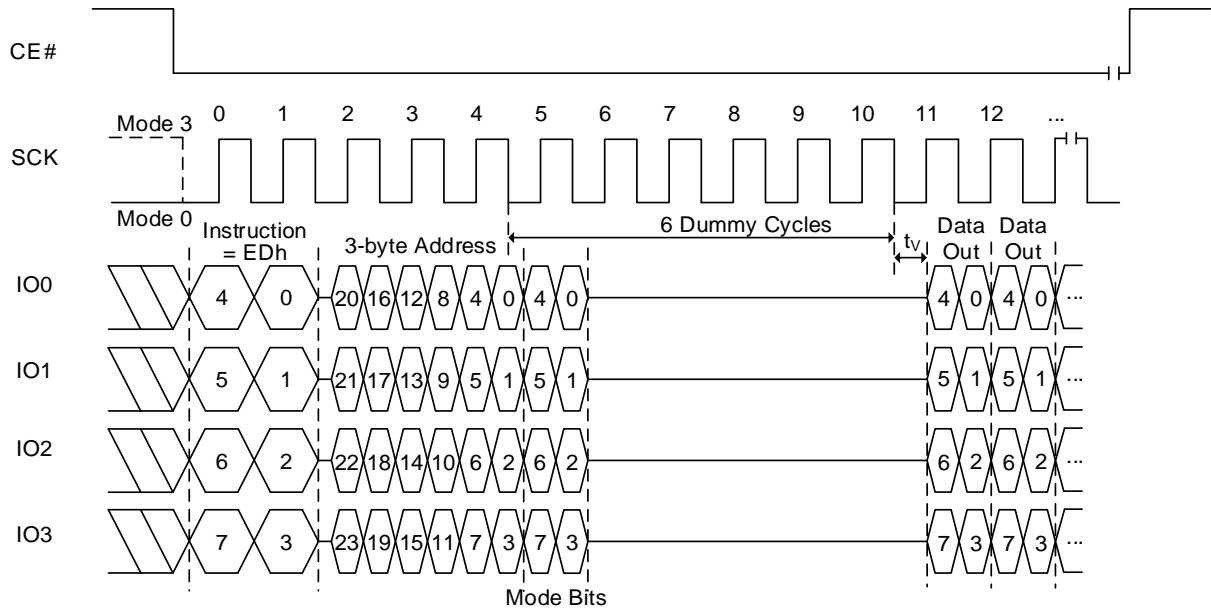 CE#
0 1 2 3 4 5 6 7 8 9 10 11 12 ...
Mode 3
SCK
Mode 0
Instruction
= EDh
3-byte Address
6 Dummy Cycles
tV
Data
Out
Data
Out
IO0
4 0 20 16 12 8 4 0 4 0 4 0 4 0 ...
IO1
5 1 21 17 13 9 5 1 5 1 5 1 5 1 ...
IO2
6 2 22 18 14 10 6 2 6 2 6 2 6 2 ...
IO3
7 3 23 19 15 11 7 3 7 3 7 3 7 3 ...
Mode Bits